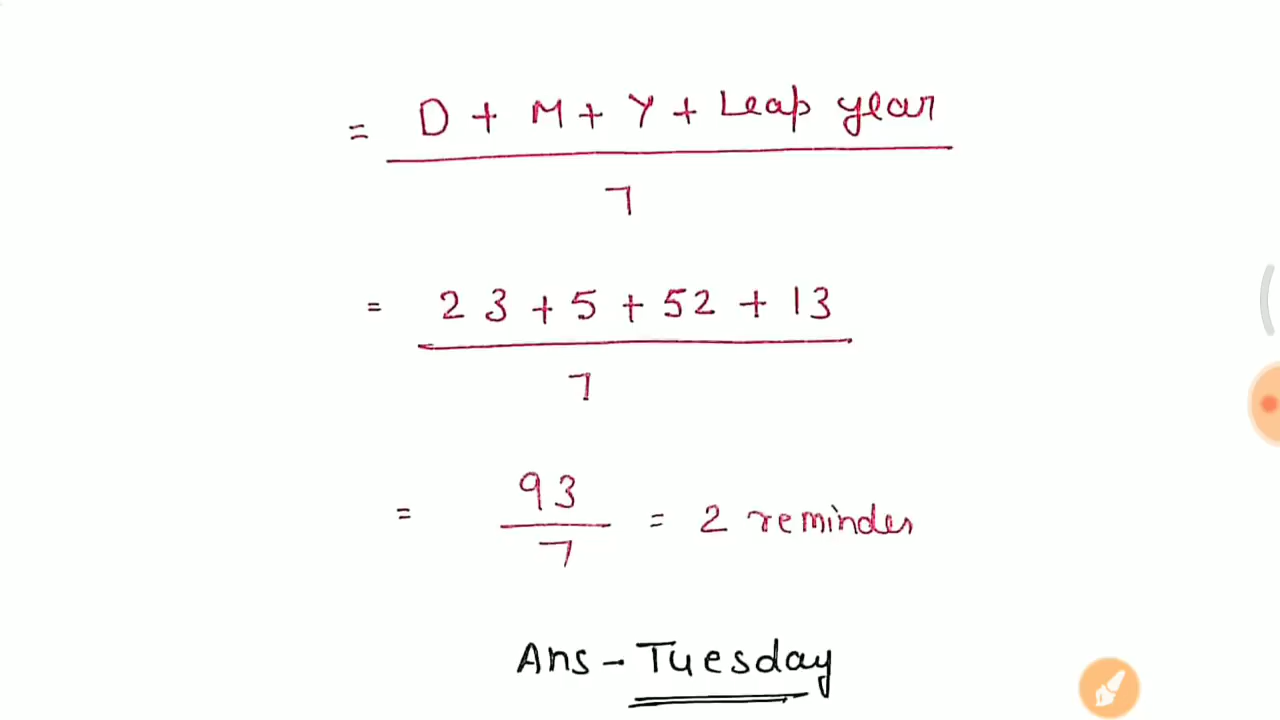 = D + M + Y + Leap year
7
= 23 + 5 + 52 + 13
7
= 93
7
= 2 reminder
Ans - Tuesday